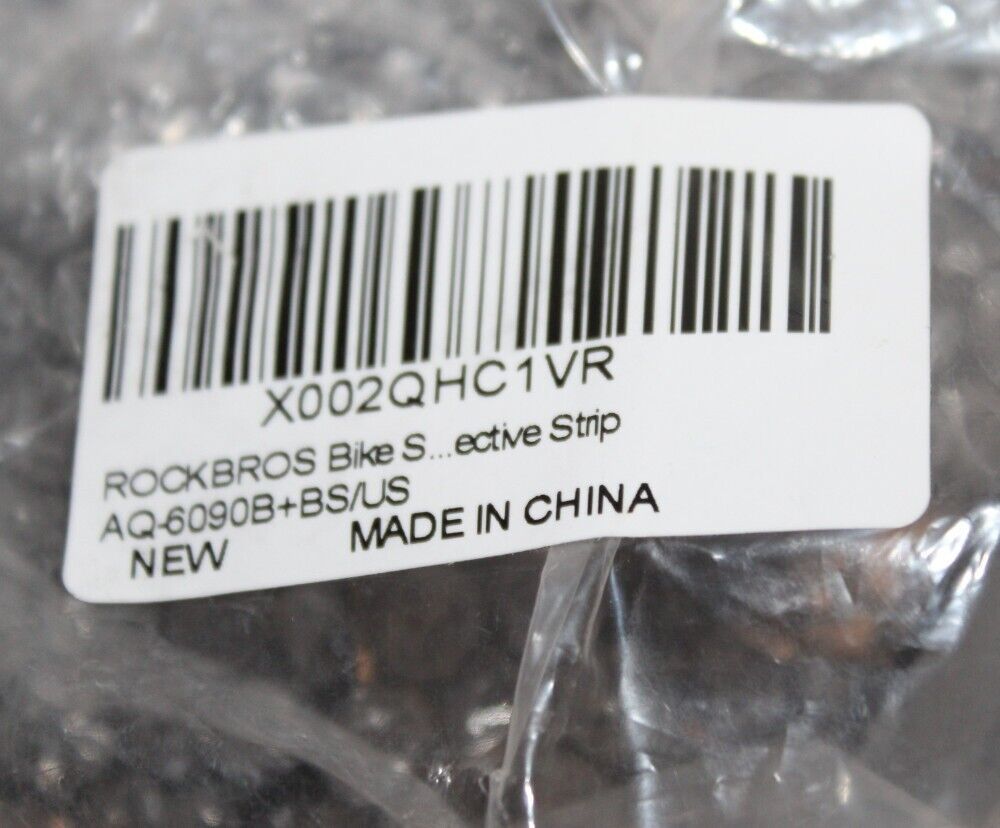 X002QHC1VR
ROCKBROS Bike S...ective Strip
AQ-6090B+BS/US
NEW MADE IN CHINA